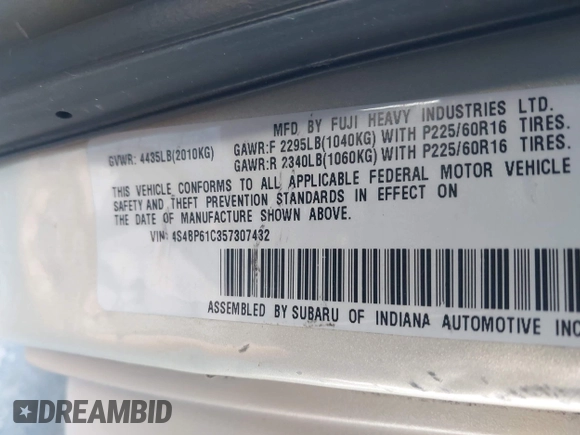 MFD BY FUJI HEAVY INDUSTRIES LTD.
GVWR: 4435LB(2010KG)
GAWR:F 2295LB(1040KG)WITH P225/60R16 TIRES.
GAWR:R 2340LB(1060KG)WITH P225/60R16 TIRES.
THIS VEHICLE CONFORMS TO ALL APPLICABLE FEDERAL MOTOR VEHICLE
SAFETY AND THEFT PREVENTION STANDARDS IN EFFECT ON
THE DATE OF MANUFACTURE SHOWN ABOVE.
VIN: 4S4BP61C357307432
ASSEMBLED BY SUBARU OF INDIANA AUTOMOTIVE INC
DREAMBID